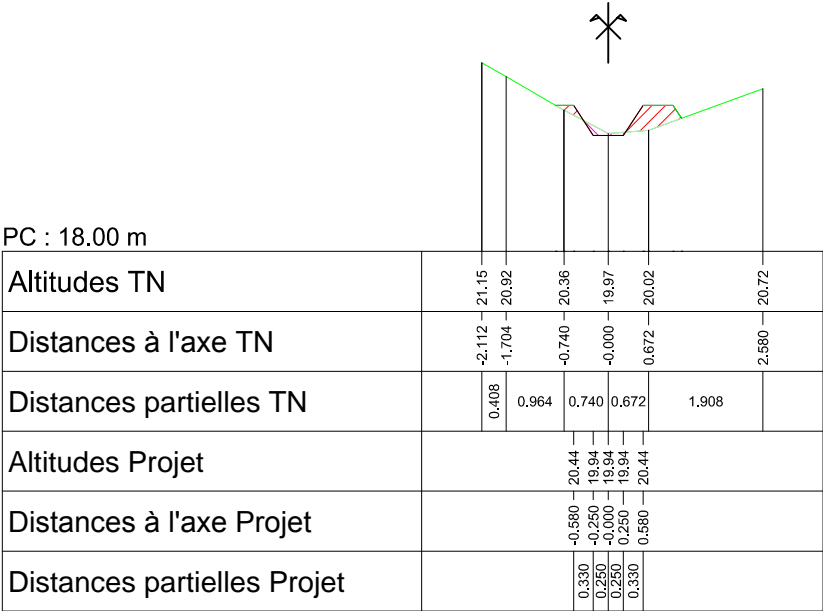 PC : 18.00 m
Altitudes TN 21.15 20.92 20.36 19.97 20.02 20.72
Distances à l'axe TN -2.112 -1.704 -0.740 -0.000 0.672 2.580
Distances partielles TN 0.408 0.964 0.740 0.672 1.908
Altitudes Projet 20.44 19.94 19.94 19.94 20.44
Distances à l'axe Projet -0.580 -0.250 -0.000 0.250 0.580
Distances partielles Projet 0.330 0.250 0.250 0.330